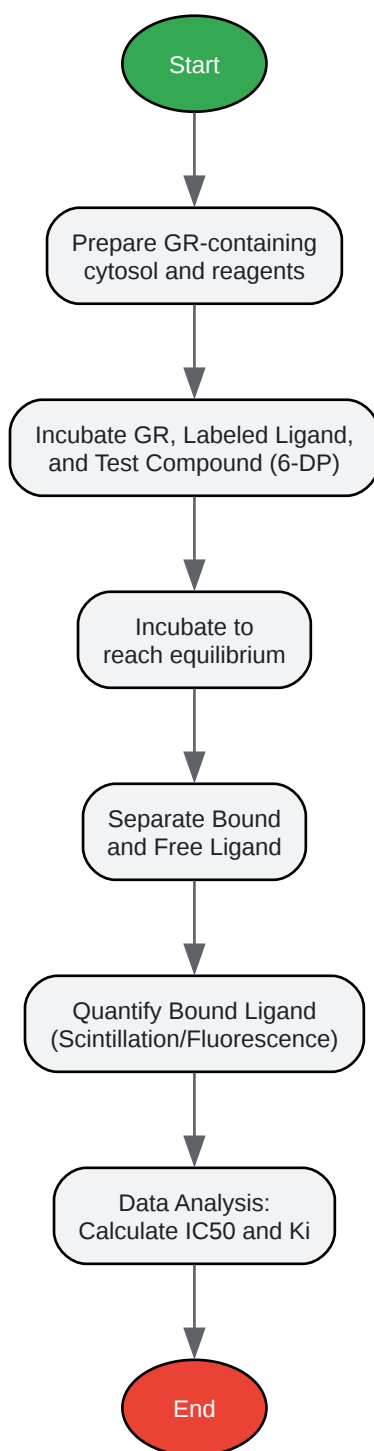 Start
Prepare GR-containing
cytosol and reagents
Incubate GR, Labeled Ligand,
and Test Compound (6-DP)
Incubate to
reach equilibrium
Separate Bound
and Free Ligand
Quantify Bound Ligand
(Scintillation/Fluorescence)
Data Analysis:
Calculate IC50 and Ki
End